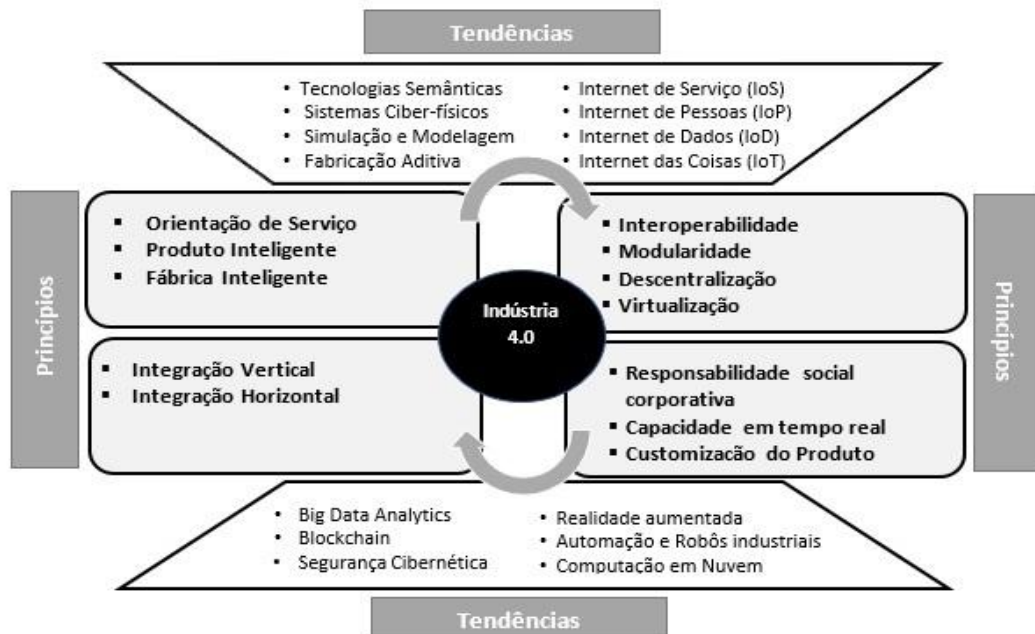 Tendências
• Tecnologias Semânticas
• Sistemas Ciber-físicos
• Simulação e Modelagem
• Fabricação Aditiva
• Internet de Serviço (IoS)
• Internet de Pessoas (IoP)
• Internet de Dados (IoD)
• Internet das Coisas (IoT)
Princípios
▪ Orientação de Serviço
▪ Produto Inteligente
▪ Fábrica Inteligente
▪ Interoperabilidade
▪ Modularidade
▪ Descentralização
▪ Virtualização
Indústria
4.0
▪ Integração Vertical
▪ Integração Horizontal
▪ Responsabilidade social
corporativa
▪ Capacidade em tempo real
▪ Customizacão do Produto
Princípios
• Big Data Analytics
• Blockchain
• Segurança Cibernética
• Realidade aumentada
• Automação e Robôs industriais
• Computação em Nuvem
Tendências